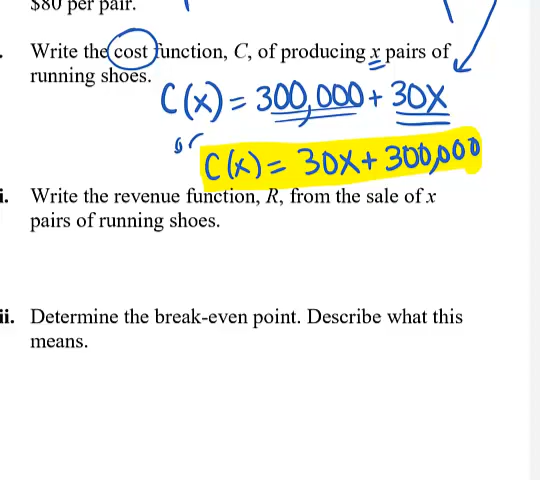 $80 per pair.
. Write the cost function, C, of producing x pairs of
running shoes.
C(x) = 300,000 + 30X
or
C(x) = 30X + 300,000
i. Write the revenue function, R, from the sale of x
pairs of running shoes.
ii. Determine the break-even point. Describe what this
means.